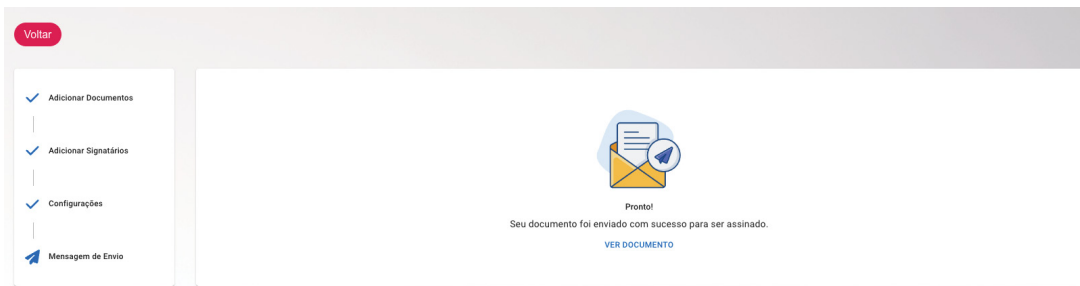 Voltar
Adicionar Documentos
Adicionar Signatários
Configurações
Mensagem de Envio
Pronto!
Seu documento foi enviado com sucesso para ser assinado.
VER DOCUMENTO